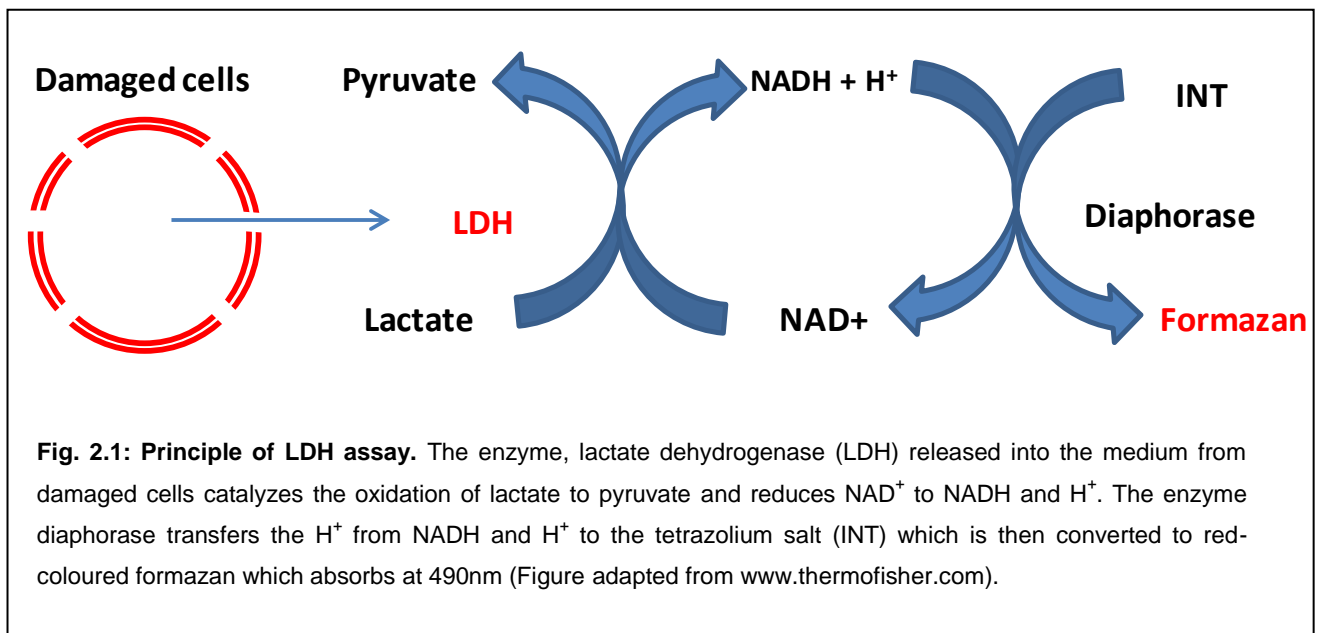 Damaged cells
Pyruvate
NADH + H⁺
INT
LDH
Diaphorase
Lactate
NAD+
Formazan
Fig. 2.1: Principle of LDH assay. The enzyme, lactate dehydrogenase (LDH) released into the medium from
damaged cells catalyzes the oxidation of lactate to pyruvate and reduces NAD⁺ to NADH and H⁺. The enzyme
diaphorase transfers the H⁺ from NADH and H⁺ to the tetrazolium salt (INT) which is then converted to red-
coloured formazan which absorbs at 490nm (Figure adapted from www.thermofisher.com).